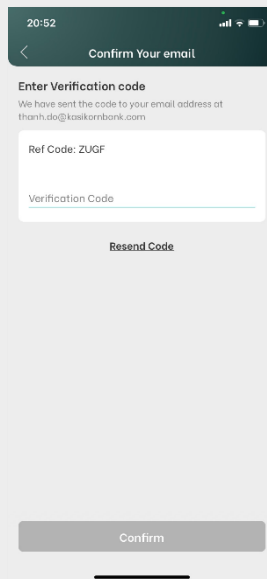 20:52
Confirm Your email
Enter Verification code
We have sent the code to your email address at
thanh.do@kasikornbank.com
Ref Code: ZUGF
Verification Code
Resend Code
Confirm